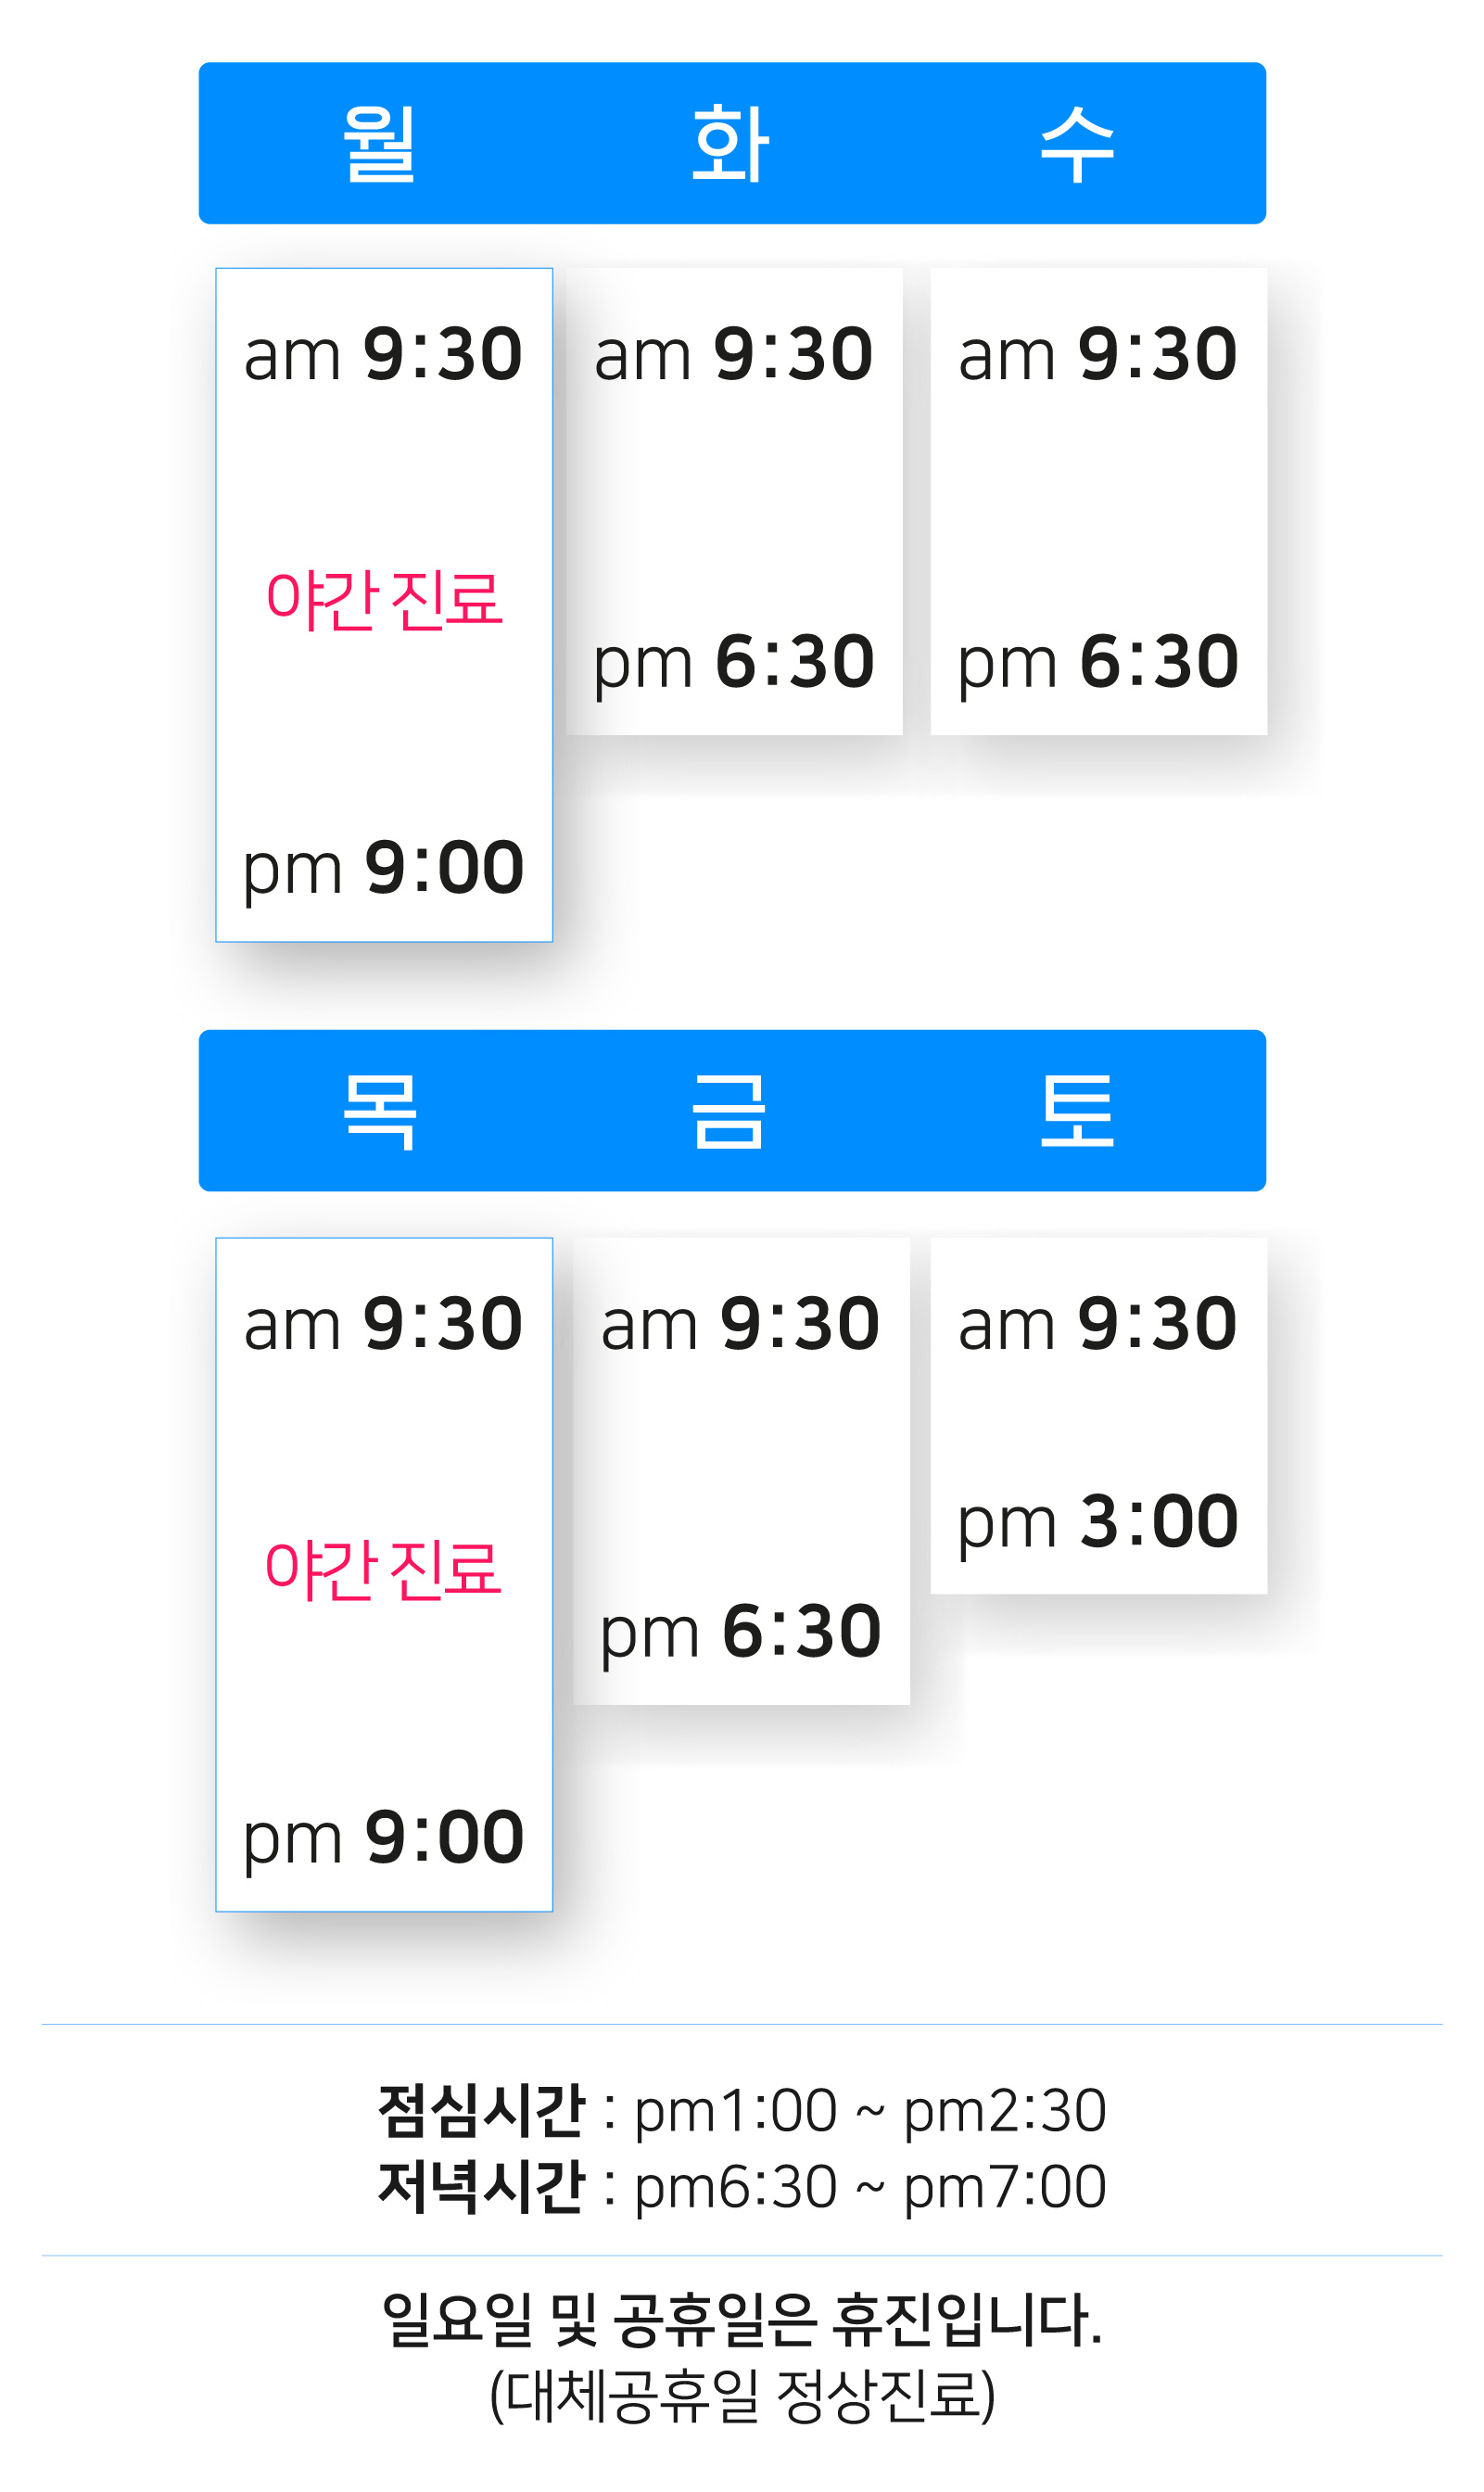 월 화 수
am 9:30 am 9:30 am 9:30
야간 진료
pm 6:30 pm 6:30
pm 9:00
목 금 토
am 9:30 am 9:30 am 9:30
pm 3:00
야간 진료
pm 6:30
pm 9:00
점심시간 : pm1:00 ~ pm2:30
저녁시간 : pm6:30 ~ pm7:00
일요일 및 공휴일은 휴진입니다.
(대체공휴일 정상진료)